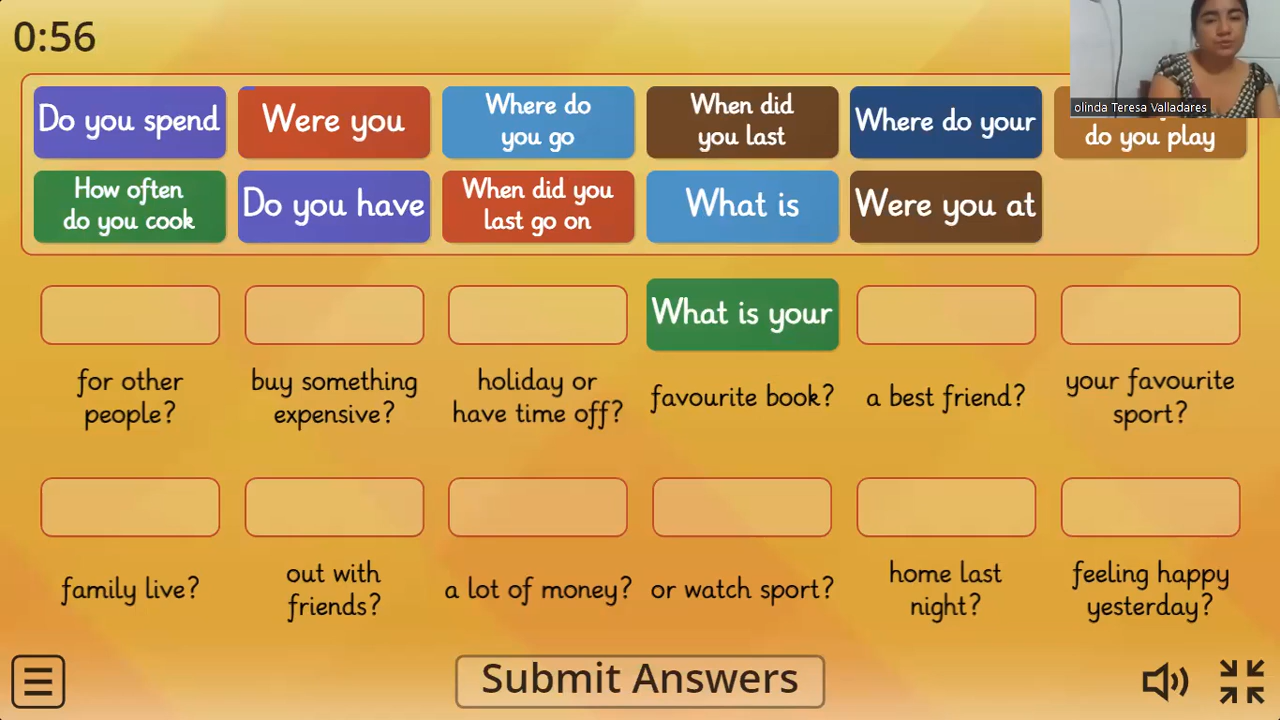 0:56
olinda Teresa Valladares
Do you spend
Were you
Where do
you go
When did
you last
Where do your
do you play
How often
do you cook
Do you have
When did you
last go on
What is
Were you at
What is your
for other
people?
buy something
expensive?
holiday or
have time off?
favourite book?
a best friend?
your favourite
sport?
family live?
out with
friends?
a lot of money?
or watch sport?
home last
night?
feeling happy
yesterday?
Submit Answers